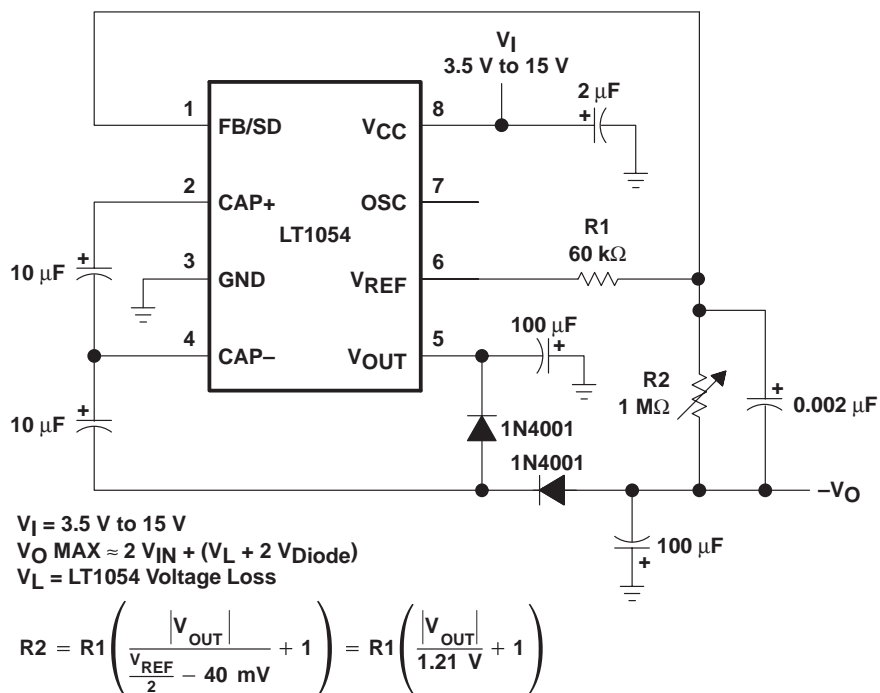 V_I
3.5 V to 15 V
2 μF
+
1
FB/SD
V_CC
8
2
CAP+
OSC
7
LT1054
R1
60 kΩ
10 μF
+
3
GND
V_REF
6
4
CAP–
V_OUT
5
100 μF
+
R2
1 MΩ
+
0.002 μF
10 μF
+
1N4001
1N4001
–V_O
100 μF
+
V_I = 3.5 V to 15 V
V_O MAX ≈ 2 V_IN + (V_L + 2 V_Diode)
V_L = LT1054 Voltage Loss
R2 = R1 ( |V_OUT| / ( V_REF / 2 – 40 mV ) + 1 ) = R1 ( |V_OUT| / 1.21 V + 1 )